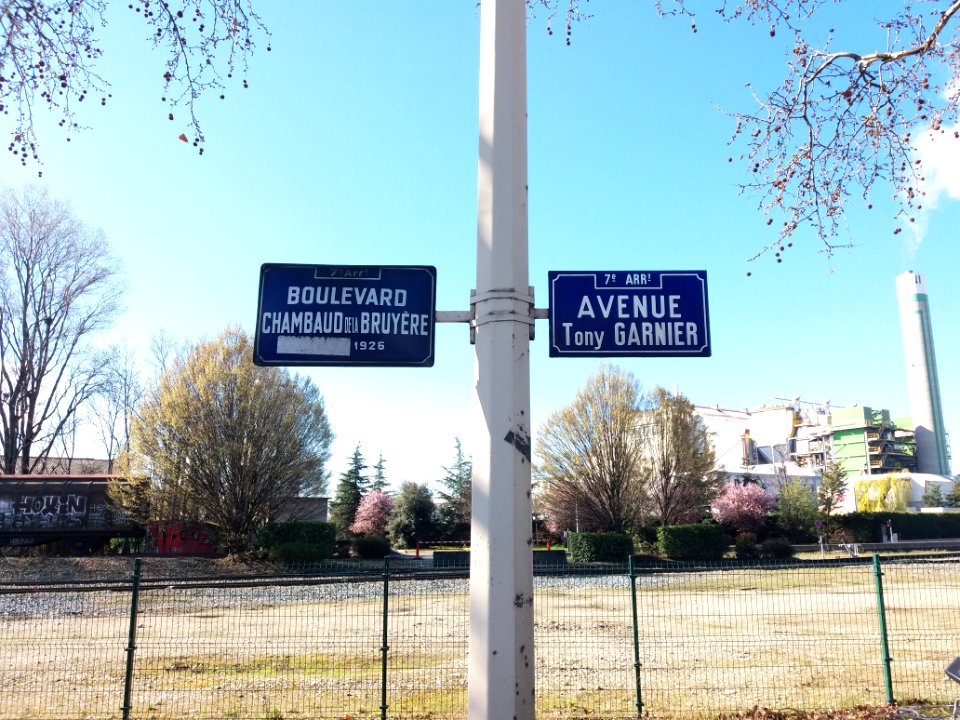 7e ARRt
BOULEVARD
CHAMBAUD DE LA BRUYÈRE
1926
7e ARRt
AVENUE
Tony GARNIER